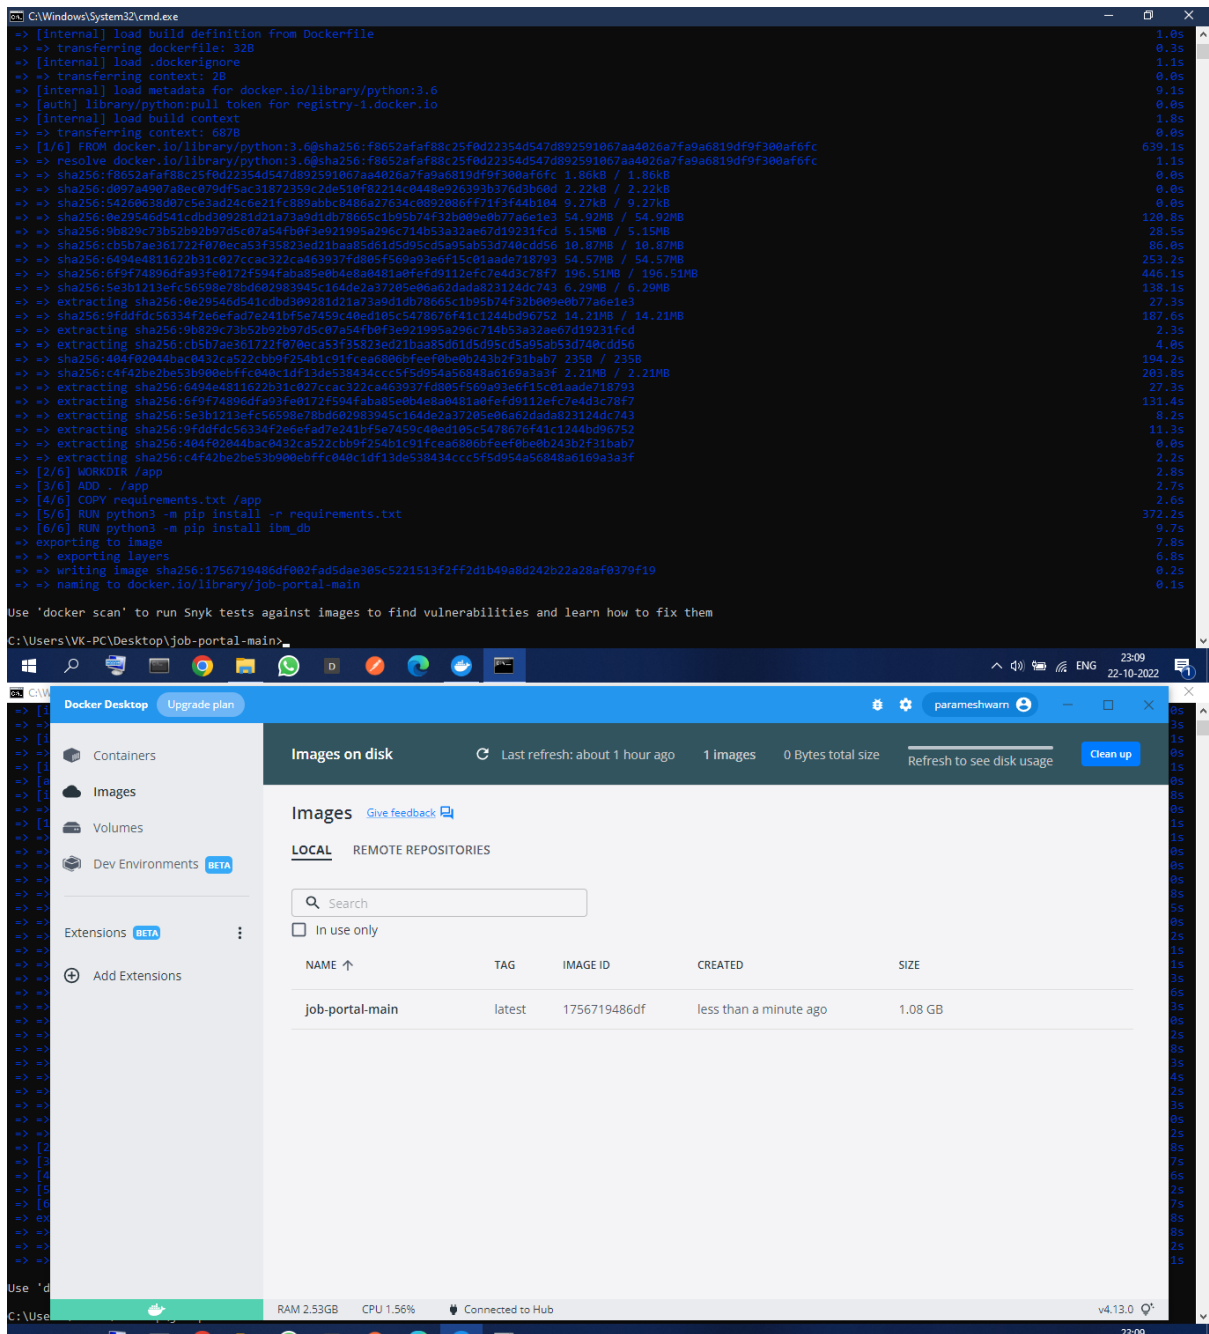 C:\Windows\System32\cmd.exe
=> [internal] load build definition from Dockerfile 1.0s
=> => transferring dockerfile: 32B 0.3s
=> [internal] load .dockerignore 1.1s
=> => transferring context: 2B 0.0s
=> [internal] load metadata for docker.io/library/python:3.6 9.1s
=> [auth] library/python:pull token for registry-1.docker.io 0.0s
=> [internal] load build context 1.8s
=> => transferring context: 687B 0.0s
=> [1/6] FROM docker.io/library/python:3.6@sha256:f8652afaf88c25f0d22354d547d892591067aa4026a7fa9a6819df9f300af6fc 639.1s
=> => resolve docker.io/library/python:3.6@sha256:f8652afaf88c25f0d22354d547d892591067aa4026a7fa9a6819df9f300af6fc 1.1s
=> => sha256:f8652afaf88c25f0d22354d547d892591067aa4026a7fa9a6819df9f300af6fc 1.86kB / 1.86kB 0.0s
=> => sha256:d097a4907a8ec079df5ac31872359c2de510f82214c0448e926393b376d3b60d 2.22kB / 2.22kB 0.0s
=> => sha256:54260638d07c5e3ad24c6e21fc889abbc8486a27634c0892086ff71f3f44b104 9.27kB / 9.27kB 0.0s
=> => sha256:0e29546d541cdbd309281d21a73a9d1db78665c1b95b74f32b009e0b77a6e1e3 54.92MB / 54.92MB 120.8s
=> => sha256:9b829c73b52b92b97d5c07a54fb0f3e921995a296c714b53a32ae67d19231fcd 5.15MB / 5.15MB 28.5s
=> => sha256:cb5b7ae361722f070eca53f35823ed21baa85d61d5d95cd5a95ab53d740cdd56 10.87MB / 10.87MB 86.0s
=> => sha256:6494e4811622b31c027ccac322ca463937fd805f569a93e6f15c01aade718793 54.57MB / 54.57MB 253.2s
=> => sha256:6f9f74896dfa93fe0172f594faba85e0b4e8a0481a0fefd9112efc7e4d3c78f7 196.51MB / 196.51MB 446.1s
=> => sha256:5e3b1213efc56598e78bd602983945c164de2a37205e06a62dada823124dc743 6.29MB / 6.29MB 138.1s
=> => extracting sha256:0e29546d541cdbd309281d21a73a9d1db78665c1b95b74f32b009e0b77a6e1e3 27.3s
=> => sha256:9fddfdc56334f2e6efad7e241bf5e7459c40ed105c5478676f41c1244bd96752 14.21MB / 14.21MB 187.6s
=> => extracting sha256:9b829c73b52b92b97d5c07a54fb0f3e921995a296c714b53a32ae67d19231fcd 2.3s
=> => extracting sha256:cb5b7ae361722f070eca53f35823ed21baa85d61d5d95cd5a95ab53d740cdd56 4.0s
=> => sha256:404f02044bac0432ca522cbb9f254b1c91fcea6806bfeef0be0b243b2f31bab7 235B / 235B 194.2s
=> => sha256:c4f42be2be53b900ebffc040c1df13de538434ccc5f5d954a56848a6169a3a3f 2.21MB / 2.21MB 203.8s
=> => extracting sha256:6494e4811622b31c027ccac322ca463937fd805f569a93e6f15c01aade718793 27.3s
=> => extracting sha256:6f9f74896dfa93fe0172f594faba85e0b4e8a0481a0fefd9112efc7e4d3c78f7 131.4s
=> => extracting sha256:5e3b1213efc56598e78bd602983945c164de2a37205e06a62dada823124dc743 8.2s
=> => extracting sha256:9fddfdc56334f2e6efad7e241bf5e7459c40ed105c5478676f41c1244bd96752 11.3s
=> => extracting sha256:404f02044bac0432ca522cbb9f254b1c91fcea6806bfeef0be0b243b2f31bab7 0.0s
=> => extracting sha256:c4f42be2be53b900ebffc040c1df13de538434ccc5f5d954a56848a6169a3a3f 2.2s
=> [2/6] WORKDIR /app 2.8s
=> [3/6] ADD . /app 2.7s
=> [4/6] COPY requirements.txt /app 2.6s
=> [5/6] RUN python3 -m pip install -r requirements.txt 372.2s
=> [6/6] RUN python3 -m pip install ibm_db 9.7s
=> exporting to image 7.8s
=> => exporting layers 6.8s
=> => writing image sha256:1756719486df002fad5dae305c5221513f2ff2d1b49a8d242b22a28af0379f19 0.2s
=> => naming to docker.io/library/job-portal-main 0.1s
Use 'docker scan' to run Snyk tests against images to find vulnerabilities and learn how to fix them
C:\Users\VK-PC\Desktop\job-portal-main>
ENG 23:09
22-10-2022
Docker Desktop Upgrade plan parameshwarn
Containers
Images
Volumes
Dev Environments BETA
Extensions BETA
Add Extensions
Images on disk Last refresh: about 1 hour ago 1 images 0 Bytes total size Refresh to see disk usage Clean up
Images Give feedback
LOCAL REMOTE REPOSITORIES
Search
In use only
NAME TAG IMAGE ID CREATED SIZE
job-portal-main latest 1756719486df less than a minute ago 1.08 GB
RAM 2.53GB CPU 1.56% Connected to Hub v4.13.0
Use 'd
C:\Use
23:09